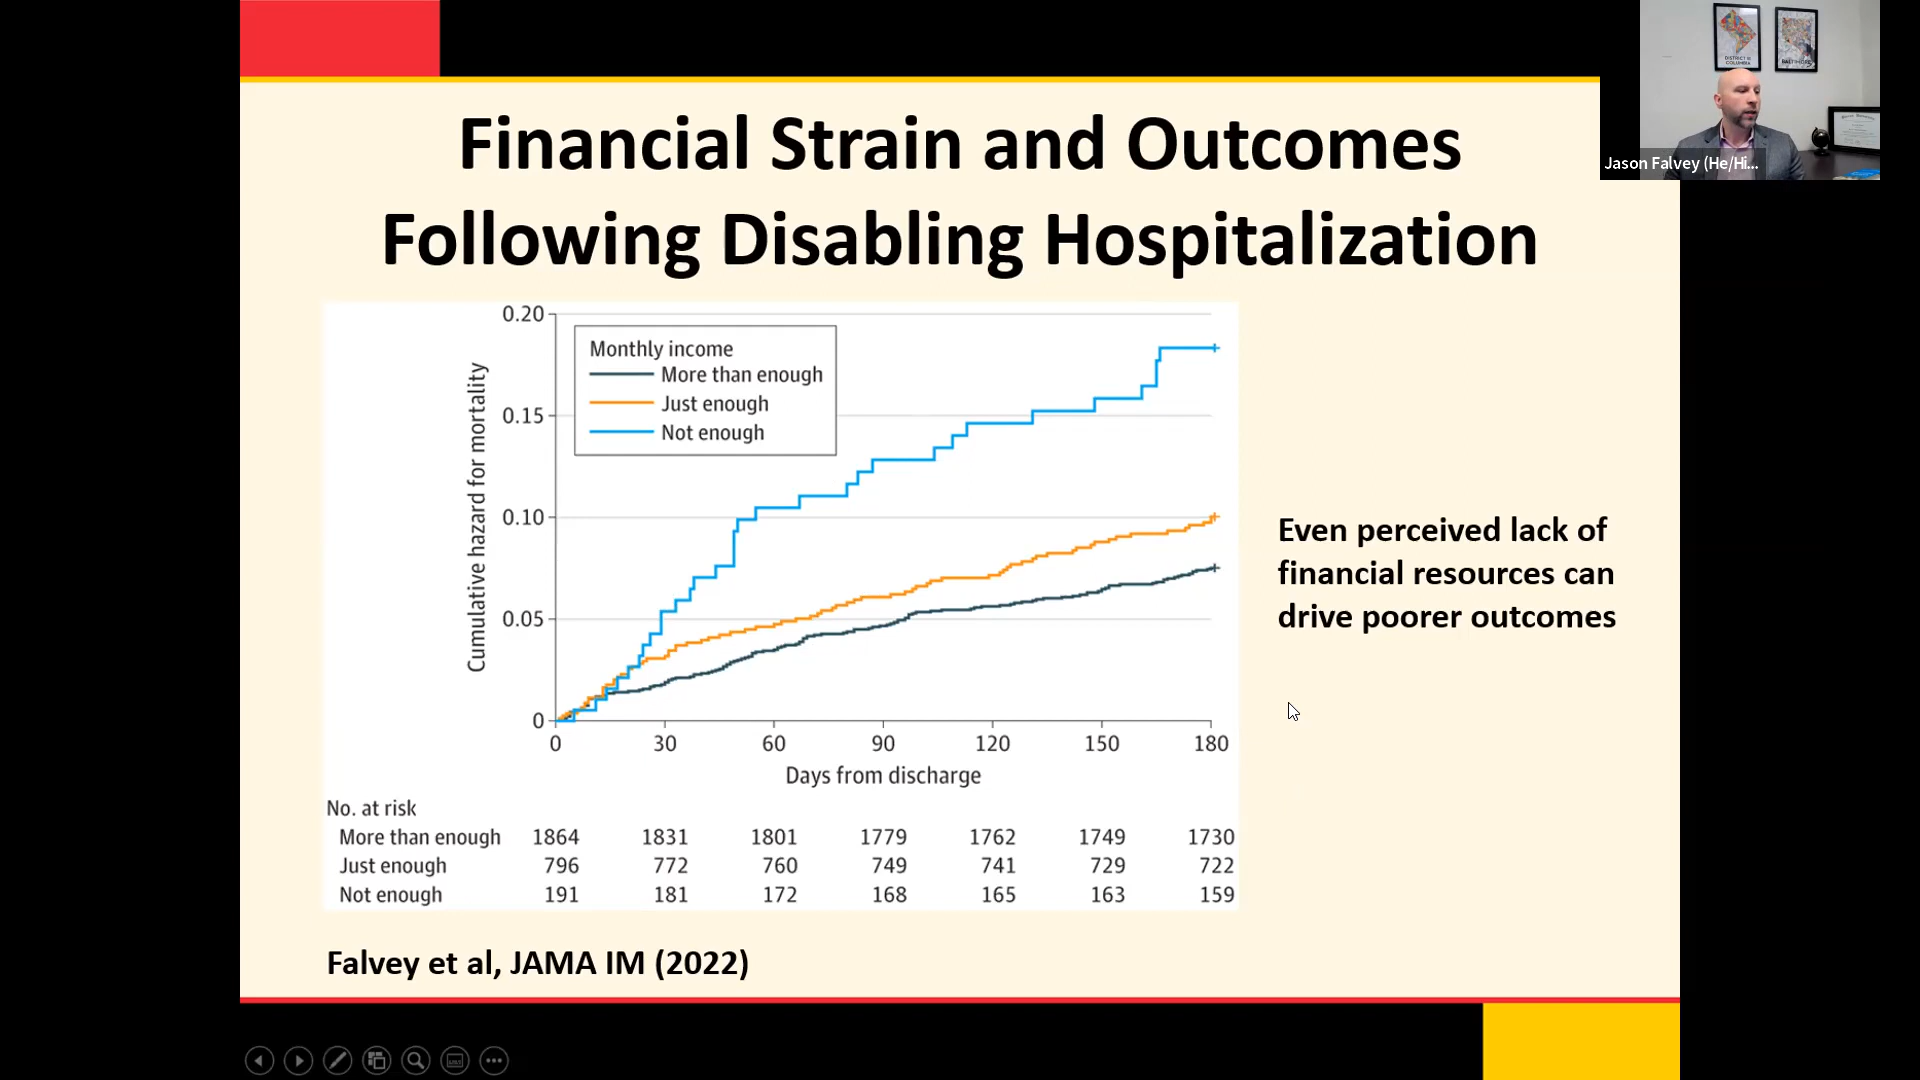 Financial Strain and Outcomes
Following Disabling Hospitalization
DISTRICT OF
COLUMBIA
BALTIMORE
Jason Falvey (He/Hi...
Cumulative hazard for mortality
0.20
0.15
0.10
0.05
0
Monthly income
More than enough
Just enough
Not enough
0 30 60 90 120 150 180
Days from discharge
No. at risk
More than enough 1864 1831 1801 1779 1762 1749 1730
Just enough 796 772 760 749 741 729 722
Not enough 191 181 172 168 165 163 159
Even perceived lack of
financial resources can
drive poorer outcomes
Falvey et al, JAMA IM (2022)